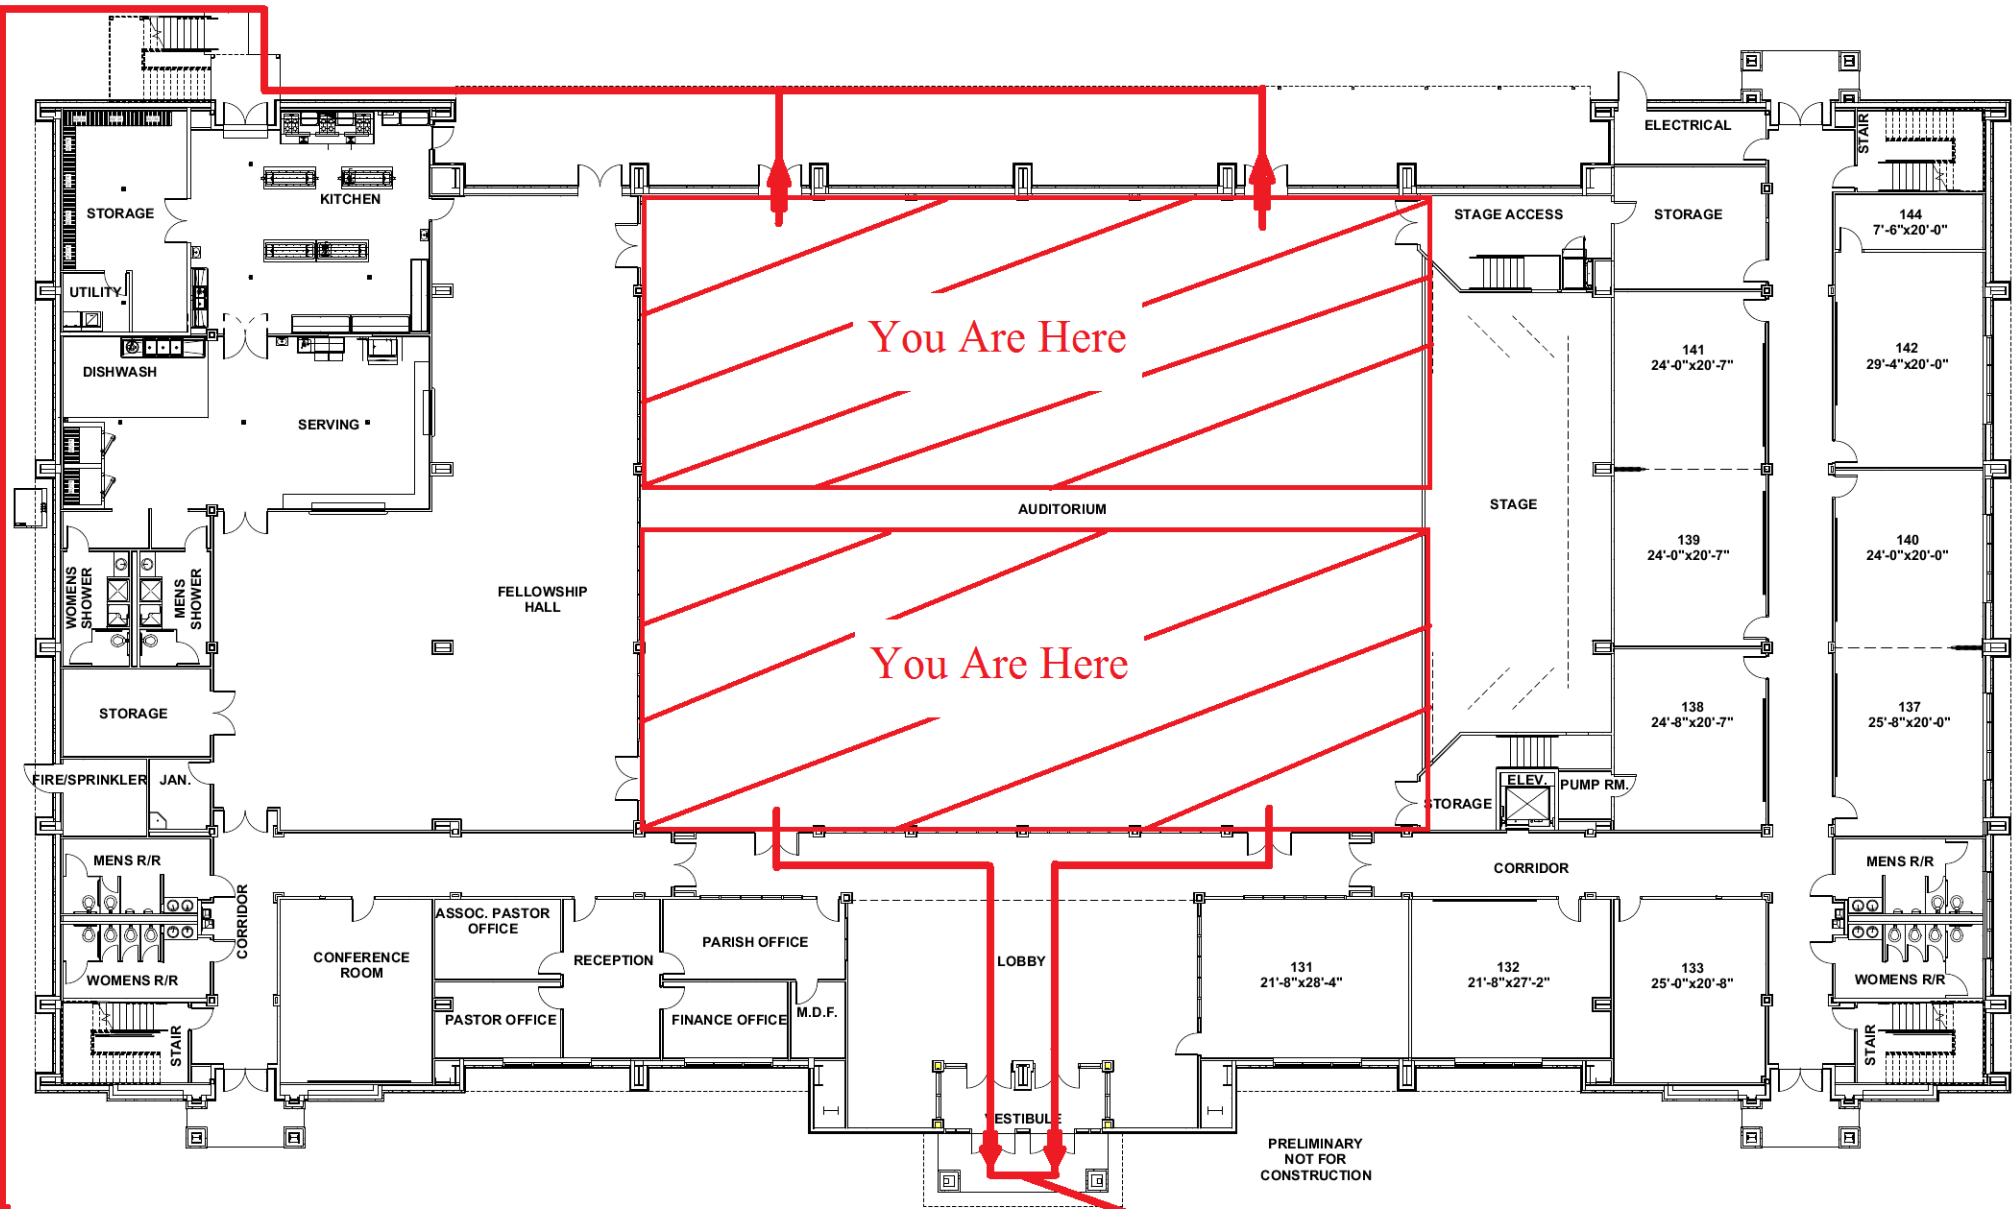 ELECTRICAL
STAIR
KITCHEN
STORAGE
STAGE ACCESS
STORAGE
144
7'-6"x20'-0"
UTILITY
You Are Here
141
24'-0"x20'-7"
142
29'-4"x20'-0"
DISHWASH
SERVING
AUDITORIUM
STAGE
139
24'-0"x20'-7"
140
24'-0"x20'-0"
WOMENS
SHOWER
MENS
SHOWER
FELLOWSHIP
HALL
You Are Here
STORAGE
138
24'-8"x20'-7"
137
25'-8"x20'-0"
FIRE/SPRINKLER
JAN.
ELEV.
PUMP RM.
STORAGE
MENS R/R
CORRIDOR
MENS R/R
CORRIDOR
ASSOC. PASTOR
OFFICE
PARISH OFFICE
CONFERENCE
ROOM
RECEPTION
LOBBY
131
21'-8"x28'-4"
132
21'-8"x27'-2"
133
25'-0"x20'-8"
WOMENS R/R
WOMENS R/R
PASTOR OFFICE
FINANCE OFFICE
M.D.F.
STAIR
STAIR
VESTIBULE
PRELIMINARY
NOT FOR
CONSTRUCTION